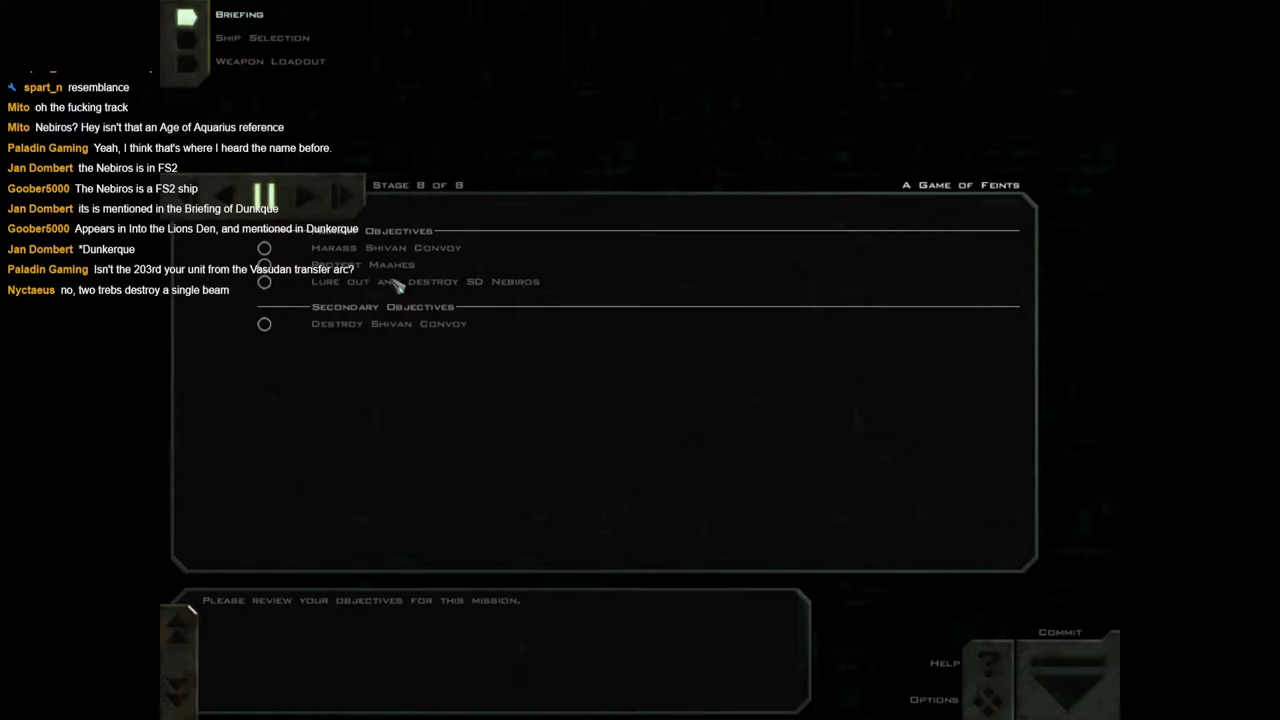 Briefing
Ship Selection
Weapon Loadout
spart_n resemblance
Mito oh the fucking track
Mito Nebiros? Hey isn't that an Age of Aquarius reference
Paladin Gaming Yeah, I think that's where I heard the name before.
Jan Dombert the Nebiros is in FS2
Goober5000 The Nebiros is a FS2 ship
Jan Dombert its is mentioned in the Briefing of Dunkque
Goober5000 Appears in Into the Lions Den, and mentioned in Dunkerque
Jan Dombert *Dunkerque
Paladin Gaming Isn't the 203rd your unit from the Vasudan transfer arc?
Nyctaeus no, two trebs destroy a single beam
Stage 8 of 8
A Game of Feints
Objectives
Harass Shivan Convoy
Protect Maahes
Lure out and destroy SD Nebiros
Secondary Objectives
Destroy Shivan Convoy
Please review your objectives for this mission.
Commit
Help
Options